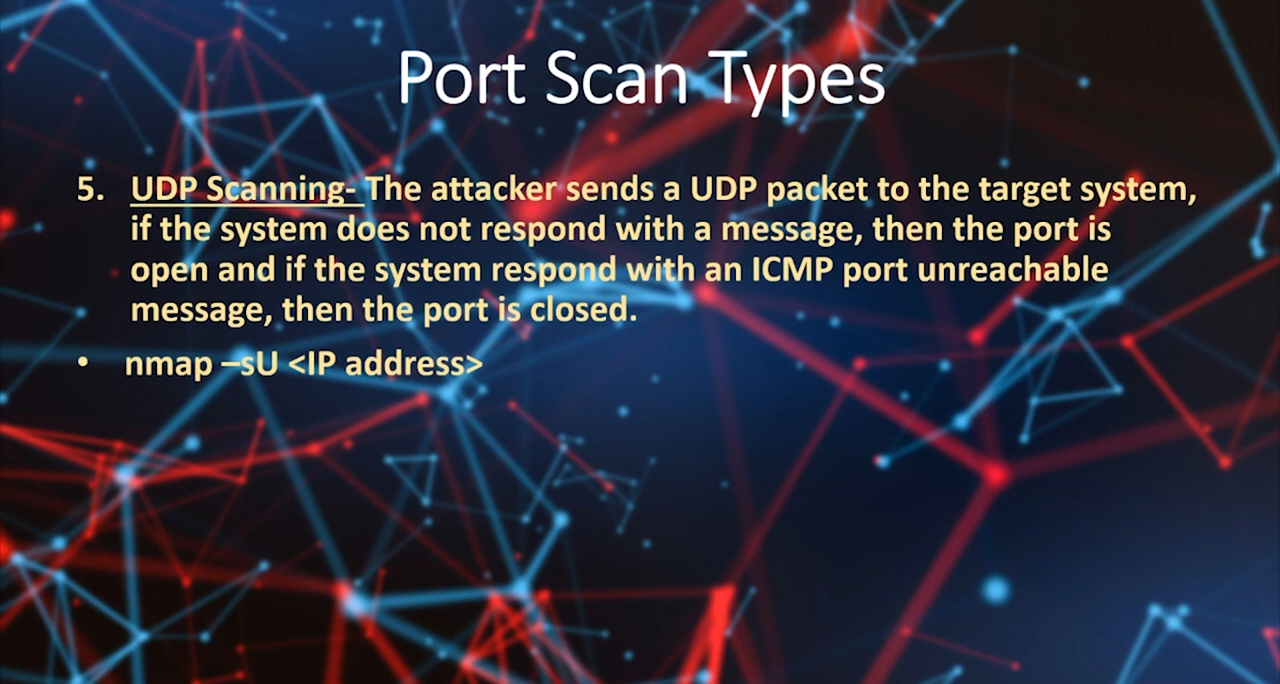 Port Scan Types
5. UDP Scanning- The attacker sends a UDP packet to the target system,
if the system does not respond with a message, then the port is
open and if the system respond with an ICMP port unreachable
message, then the port is closed.
• nmap –sU <IP address>